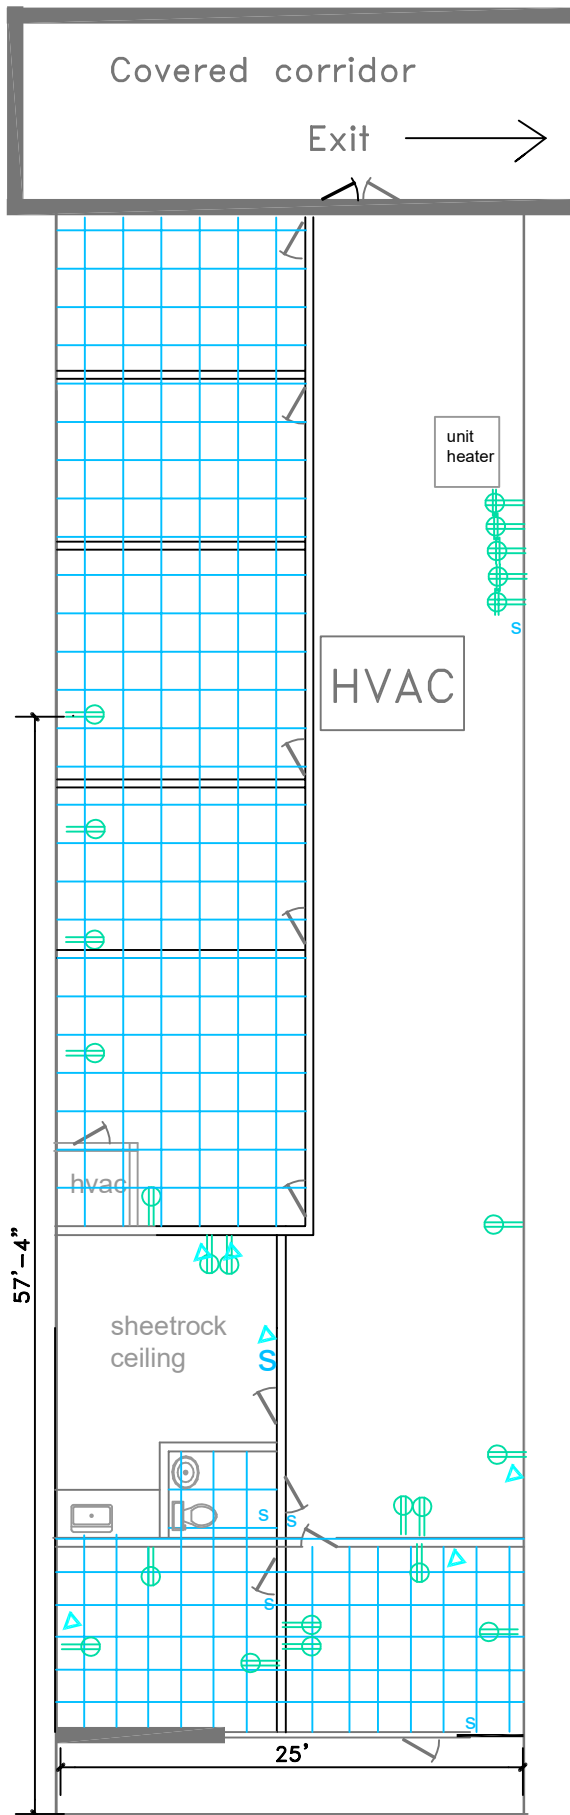 Covered corridor
Exit
unit
heater
s
HVAC
hvac
57'-4"
sheetrock
ceiling
S
s
s
s
s
25'